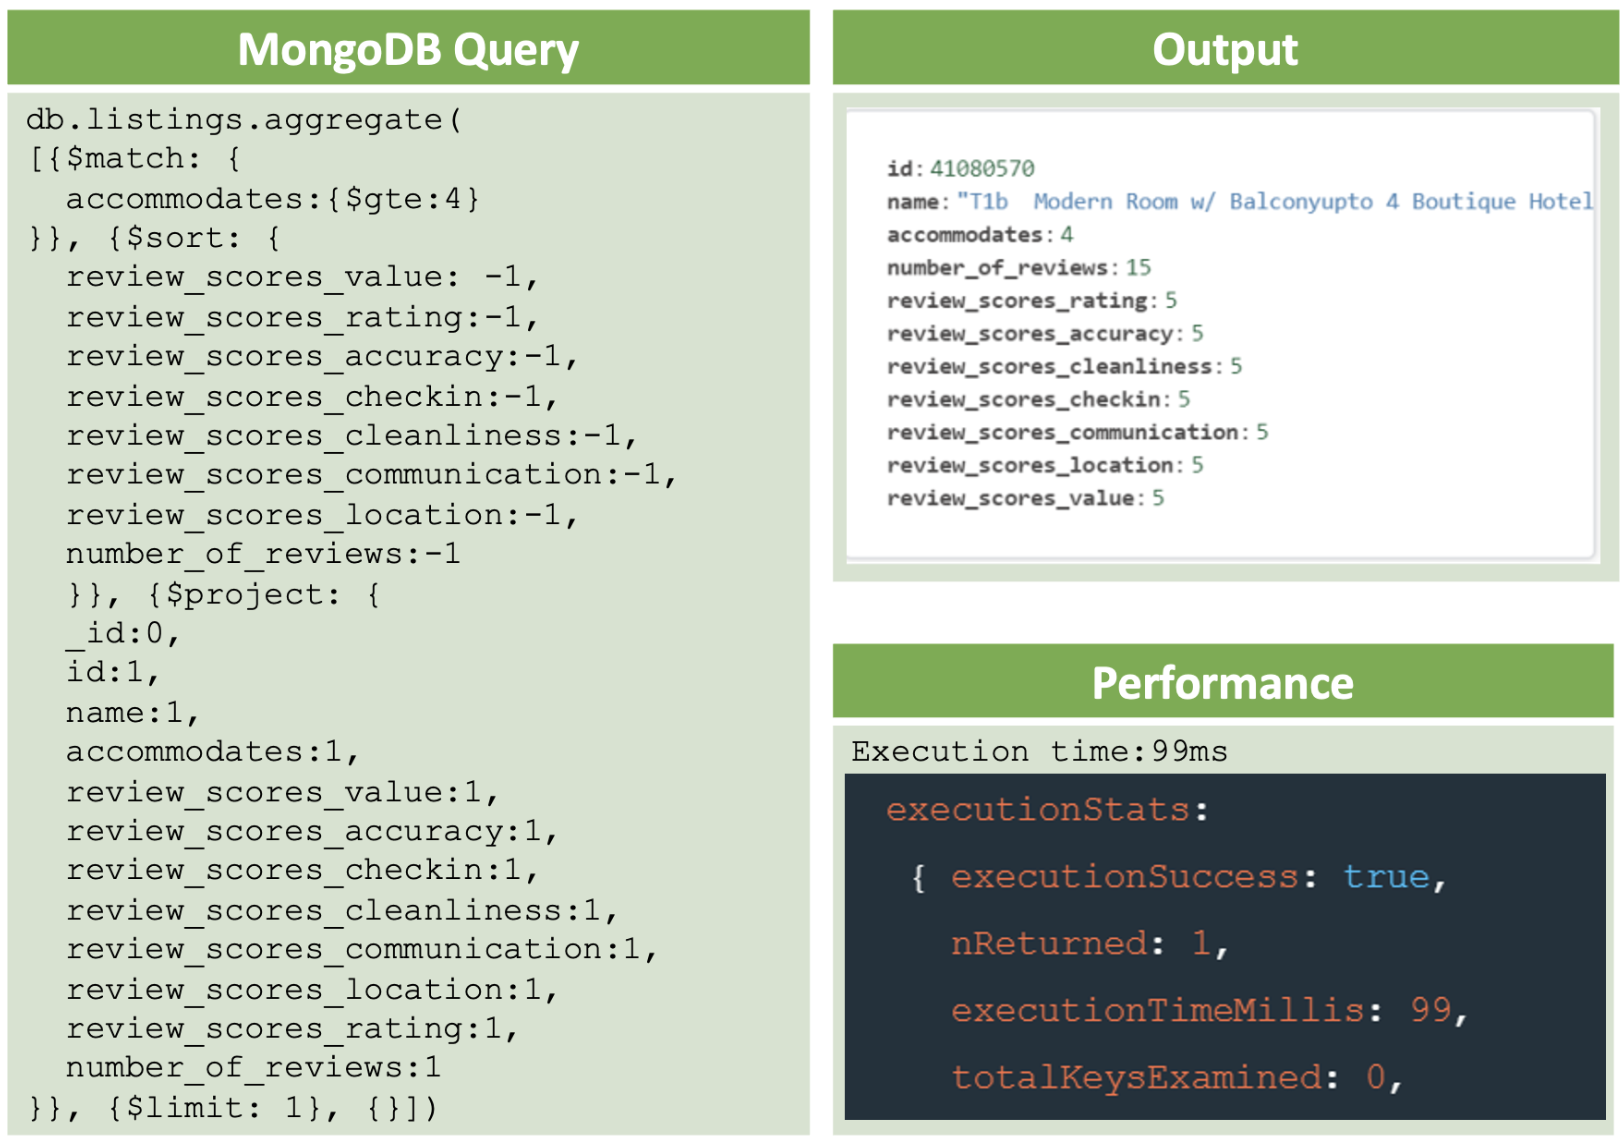 MongoDB Query
db.listings.aggregate(
[{$match: {
accommodates:{$gte:4}
}}, {$sort: {
review_scores_value: -1,
review_scores_rating:-1,
review_scores_accuracy:-1,
review_scores_checkin:-1,
review_scores_cleanliness:-1,
review_scores_communication:-1,
review_scores_location:-1,
number_of_reviews:-1
}}, {$project: {
_id:0,
id:1,
name:1,
accommodates:1,
review_scores_value:1,
review_scores_accuracy:1,
review_scores_checkin:1,
review_scores_cleanliness:1,
review_scores_communication:1,
review_scores_location:1,
review_scores_rating:1,
number_of_reviews:1
}}, {$limit: 1}, {}])
Output
id: 41080570
name: "T1b  Modern Room w/ Balconyupto 4 Boutique Hotel
accommodates: 4
number_of_reviews: 15
review_scores_rating: 5
review_scores_accuracy: 5
review_scores_cleanliness: 5
review_scores_checkin: 5
review_scores_communication: 5
review_scores_location: 5
review_scores_value: 5
Performance
Execution time:99ms
executionStats:
{ executionSuccess: true,
nReturned: 1,
executionTimeMillis: 99,
totalKeysExamined: 0,